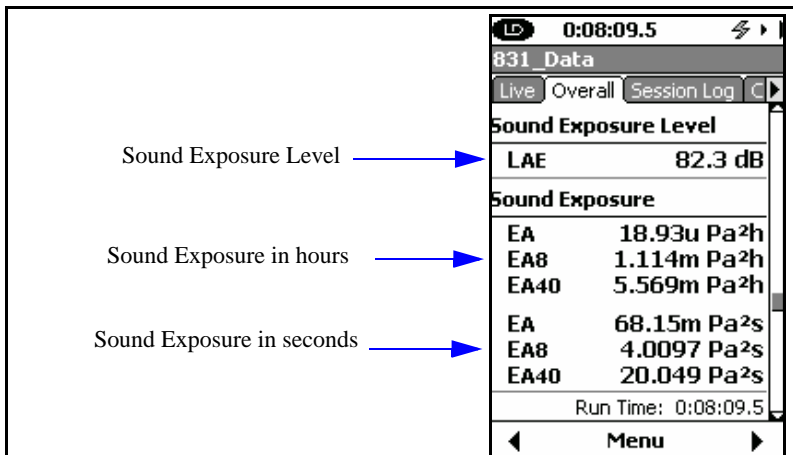 LD 0:08:09.5
831_Data
Live Overall Session Log C
Sound Exposure Level
Sound Exposure Level
LAE 82.3 dB
Sound Exposure
Sound Exposure in hours
EA 18.93u Pa²h
EA8 1.114m Pa²h
EA40 5.569m Pa²h
Sound Exposure in seconds
EA 68.15m Pa²s
EA8 4.0097 Pa²s
EA40 20.049 Pa²s
Run Time: 0:08:09.5
Menu